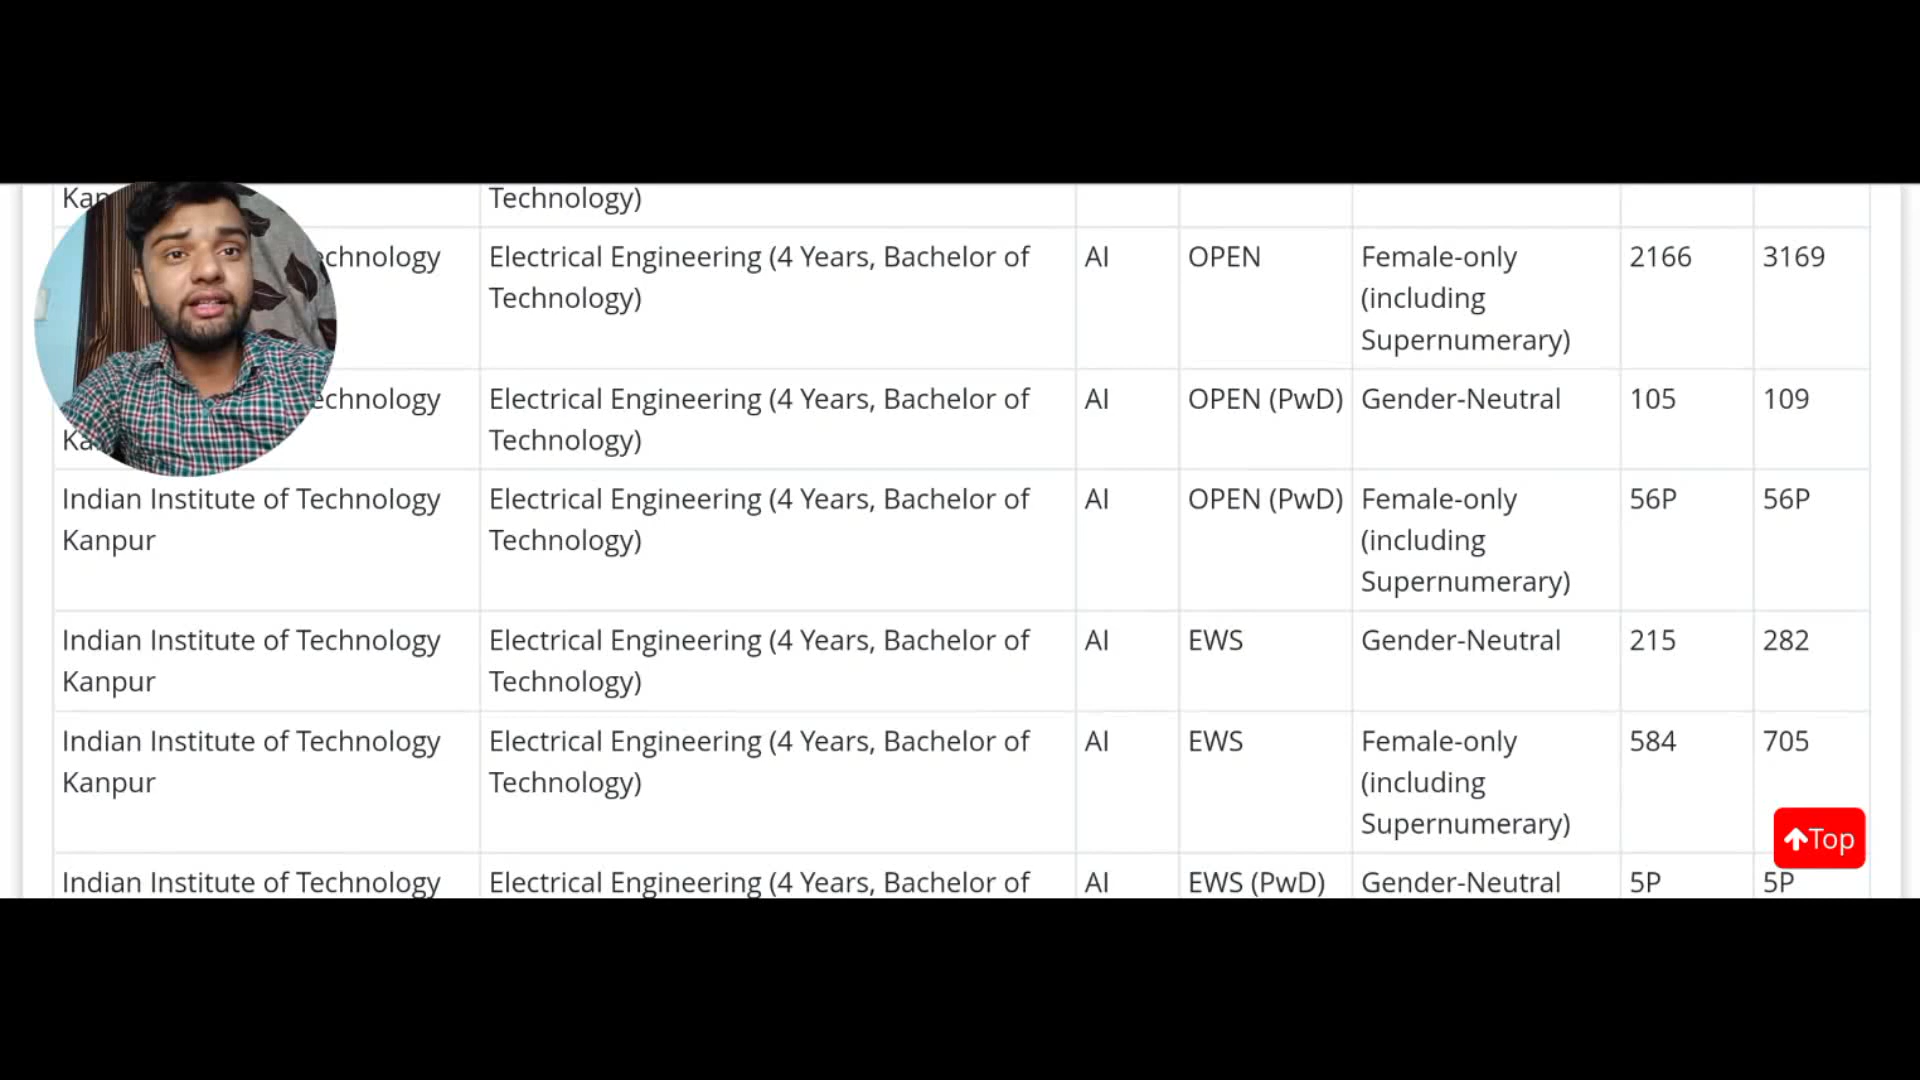 Technology)
Electrical Engineering (4 Years, Bachelor of
Technology)
AI
OPEN
Female-only
(including
Supernumerary)
2166
3169
Electrical Engineering (4 Years, Bachelor of
Technology)
AI
OPEN (PwD)
Gender-Neutral
105
109
Indian Institute of Technology
Kanpur
Electrical Engineering (4 Years, Bachelor of
Technology)
AI
OPEN (PwD)
Female-only
(including
Supernumerary)
56P
56P
Indian Institute of Technology
Kanpur
Electrical Engineering (4 Years, Bachelor of
Technology)
AI
EWS
Gender-Neutral
215
282
Indian Institute of Technology
Kanpur
Electrical Engineering (4 Years, Bachelor of
Technology)
AI
EWS
Female-only
(including
Supernumerary)
584
705
Top
Indian Institute of Technology
Electrical Engineering (4 Years, Bachelor of
AI
EWS (PwD)
Gender-Neutral
5P
5P